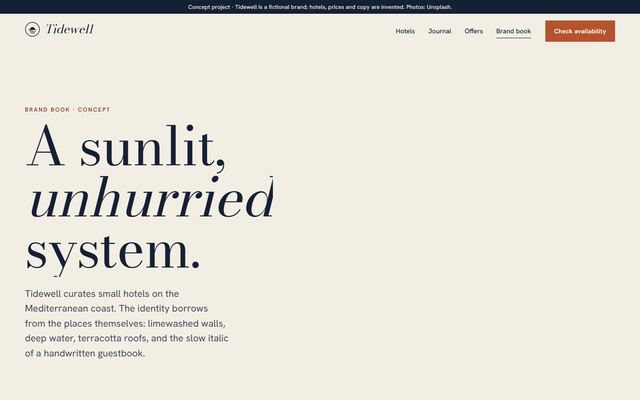 Concept project · Tidewell is a fictional brand; hotels, prices and copy are invented. Photos: Unsplash.
Tidewell
Hotels
Journal
Offers
Brand book
Check availability
BRAND BOOK · CONCEPT
A sunlit,
unhurried
system.
Tidewell curates small hotels on the
Mediterranean coast. The identity borrows
from the places themselves: limewashed walls,
deep water, terracotta roofs, and the slow italic
of a handwritten guestbook.